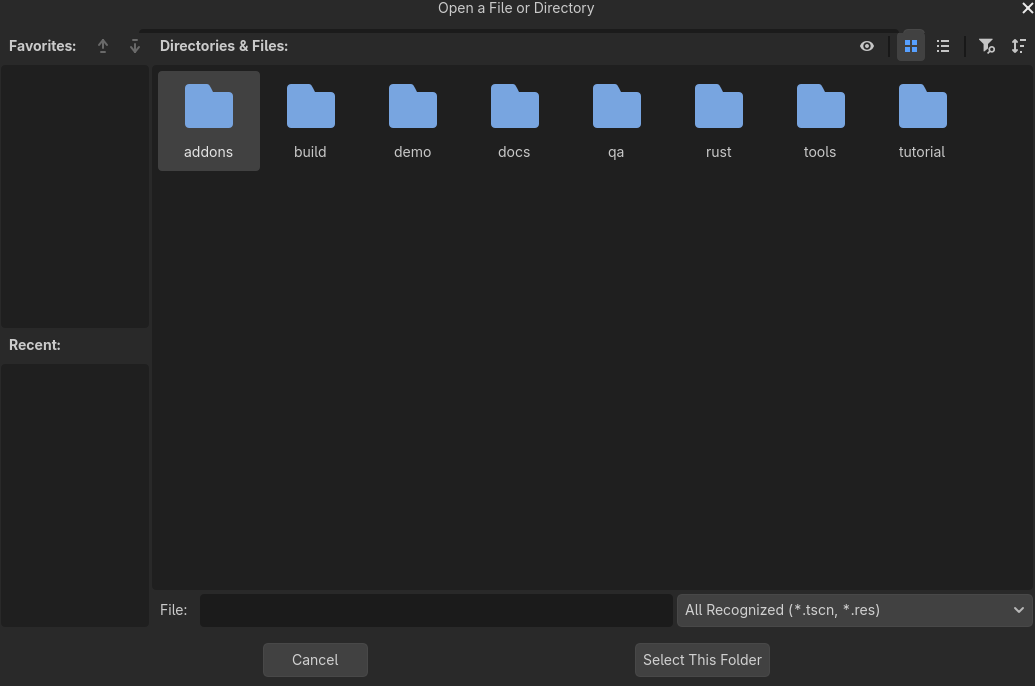 Open a File or Directory
Favorites:
Directories & Files:
addons
build
demo
docs
qa
rust
tools
tutorial
Recent:
File:
All Recognized (*.tscn, *.res)
Cancel
Select This Folder